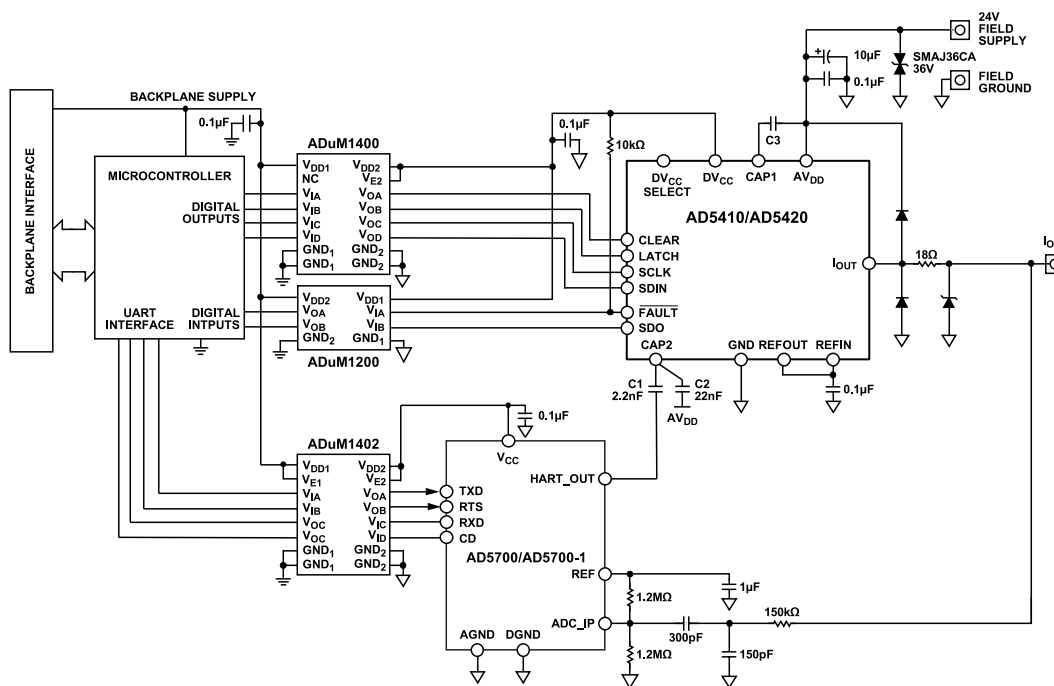 24V
FIELD
SUPPLY
SMAJ36CA
36V
10µF
0.1µF
FIELD
GROUND
BACKPLANE SUPPLY
0.1µF
0.1µF
10kΩ
C3
BACKPLANE INTERFACE
MICROCONTROLLER
DIGITAL
OUTPUTS
UART
INTERFACE
DIGITAL
INTPUTS
ADuM1400
VDD1
NC
VIA
VIB
VIC
VID
GND1
GND1
VDD2
VE2
VOA
VOB
VOC
VOD
GND2
GND2
VDD2
VOA
VOB
GND2
VDD1
VIA
VIB
GND1
ADuM1200
DVCC
SELECT
DVCC
CAP1
AVDD
AD5410/AD5420
CLEAR
LATCH
SCLK
SDIN
FAULT
SDO
CAP2
GND
REFOUT
REFIN
IOUT
18Ω
0.1µF
C1
2.2nF
C2
22nF
AVDD
ADuM1402
VDD1
VE1
VIA
VIB
VOC
VOC
GND1
GND1
VDD2
VE2
VOA
VOB
VIC
VID
GND2
GND2
0.1µF
VCC
TXD
RTS
RXD
CD
HART_OUT
AD5700/AD5700-1
REF
ADC_IP
AGND
DGND
1.2MΩ
1.2MΩ
1µF
300pF
150pF
150kΩ